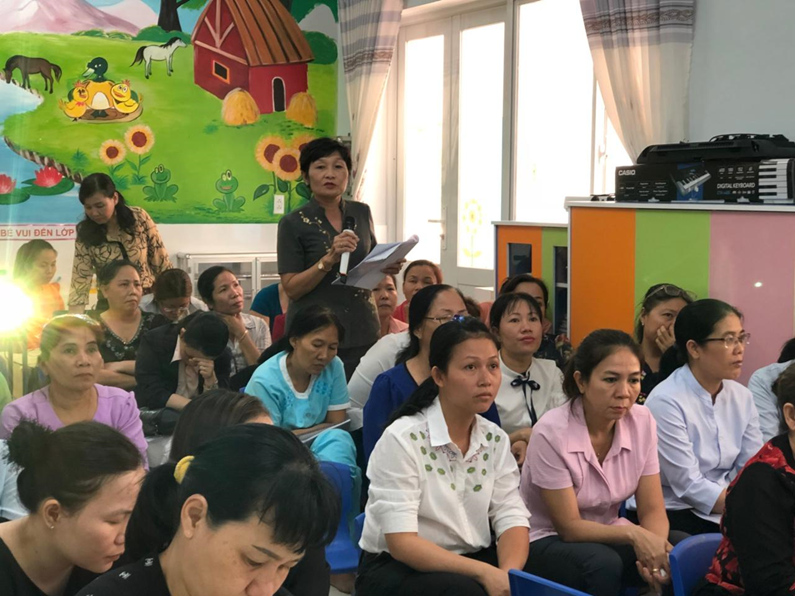 BÉ VUI ĐẾN LỚP
CASIO
DIGITAL KEYBOARD